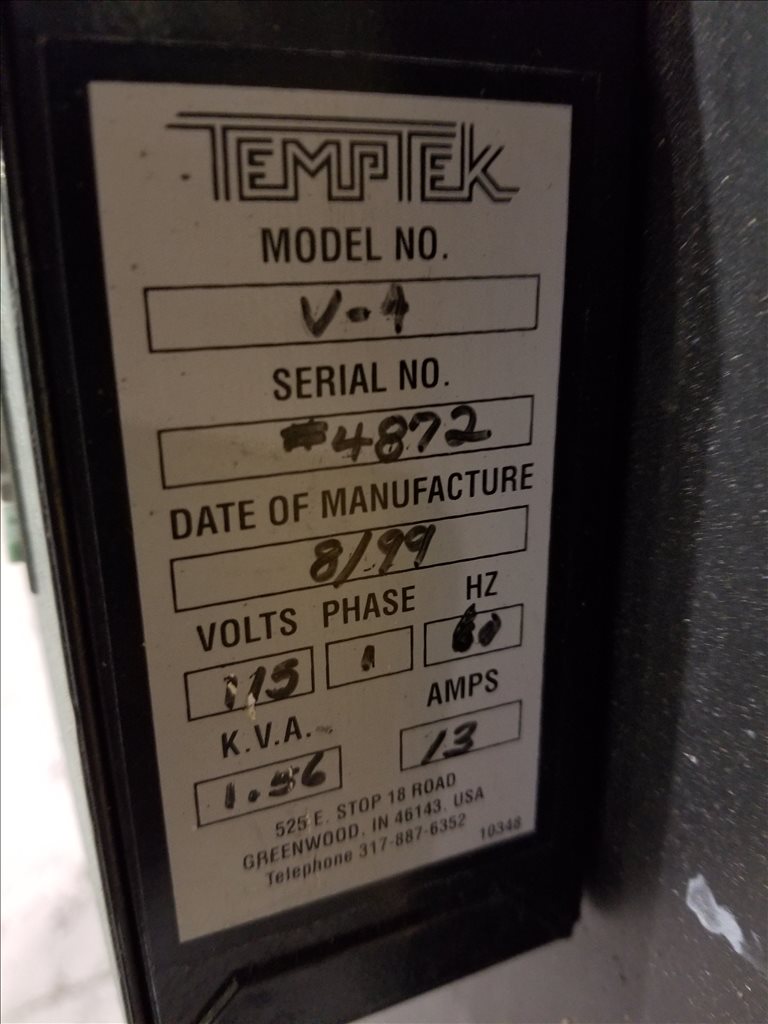 TEMPTEK
MODEL NO.
V-4
SERIAL NO.
#4872
DATE OF MANUFACTURE
8/99
VOLTS PHASE HZ
115 1 60
K.V.A. AMPS
1.56 13
525 E. STOP 18 ROAD
GREENWOOD, IN 46143, USA
Telephone 317-887-6352 10348